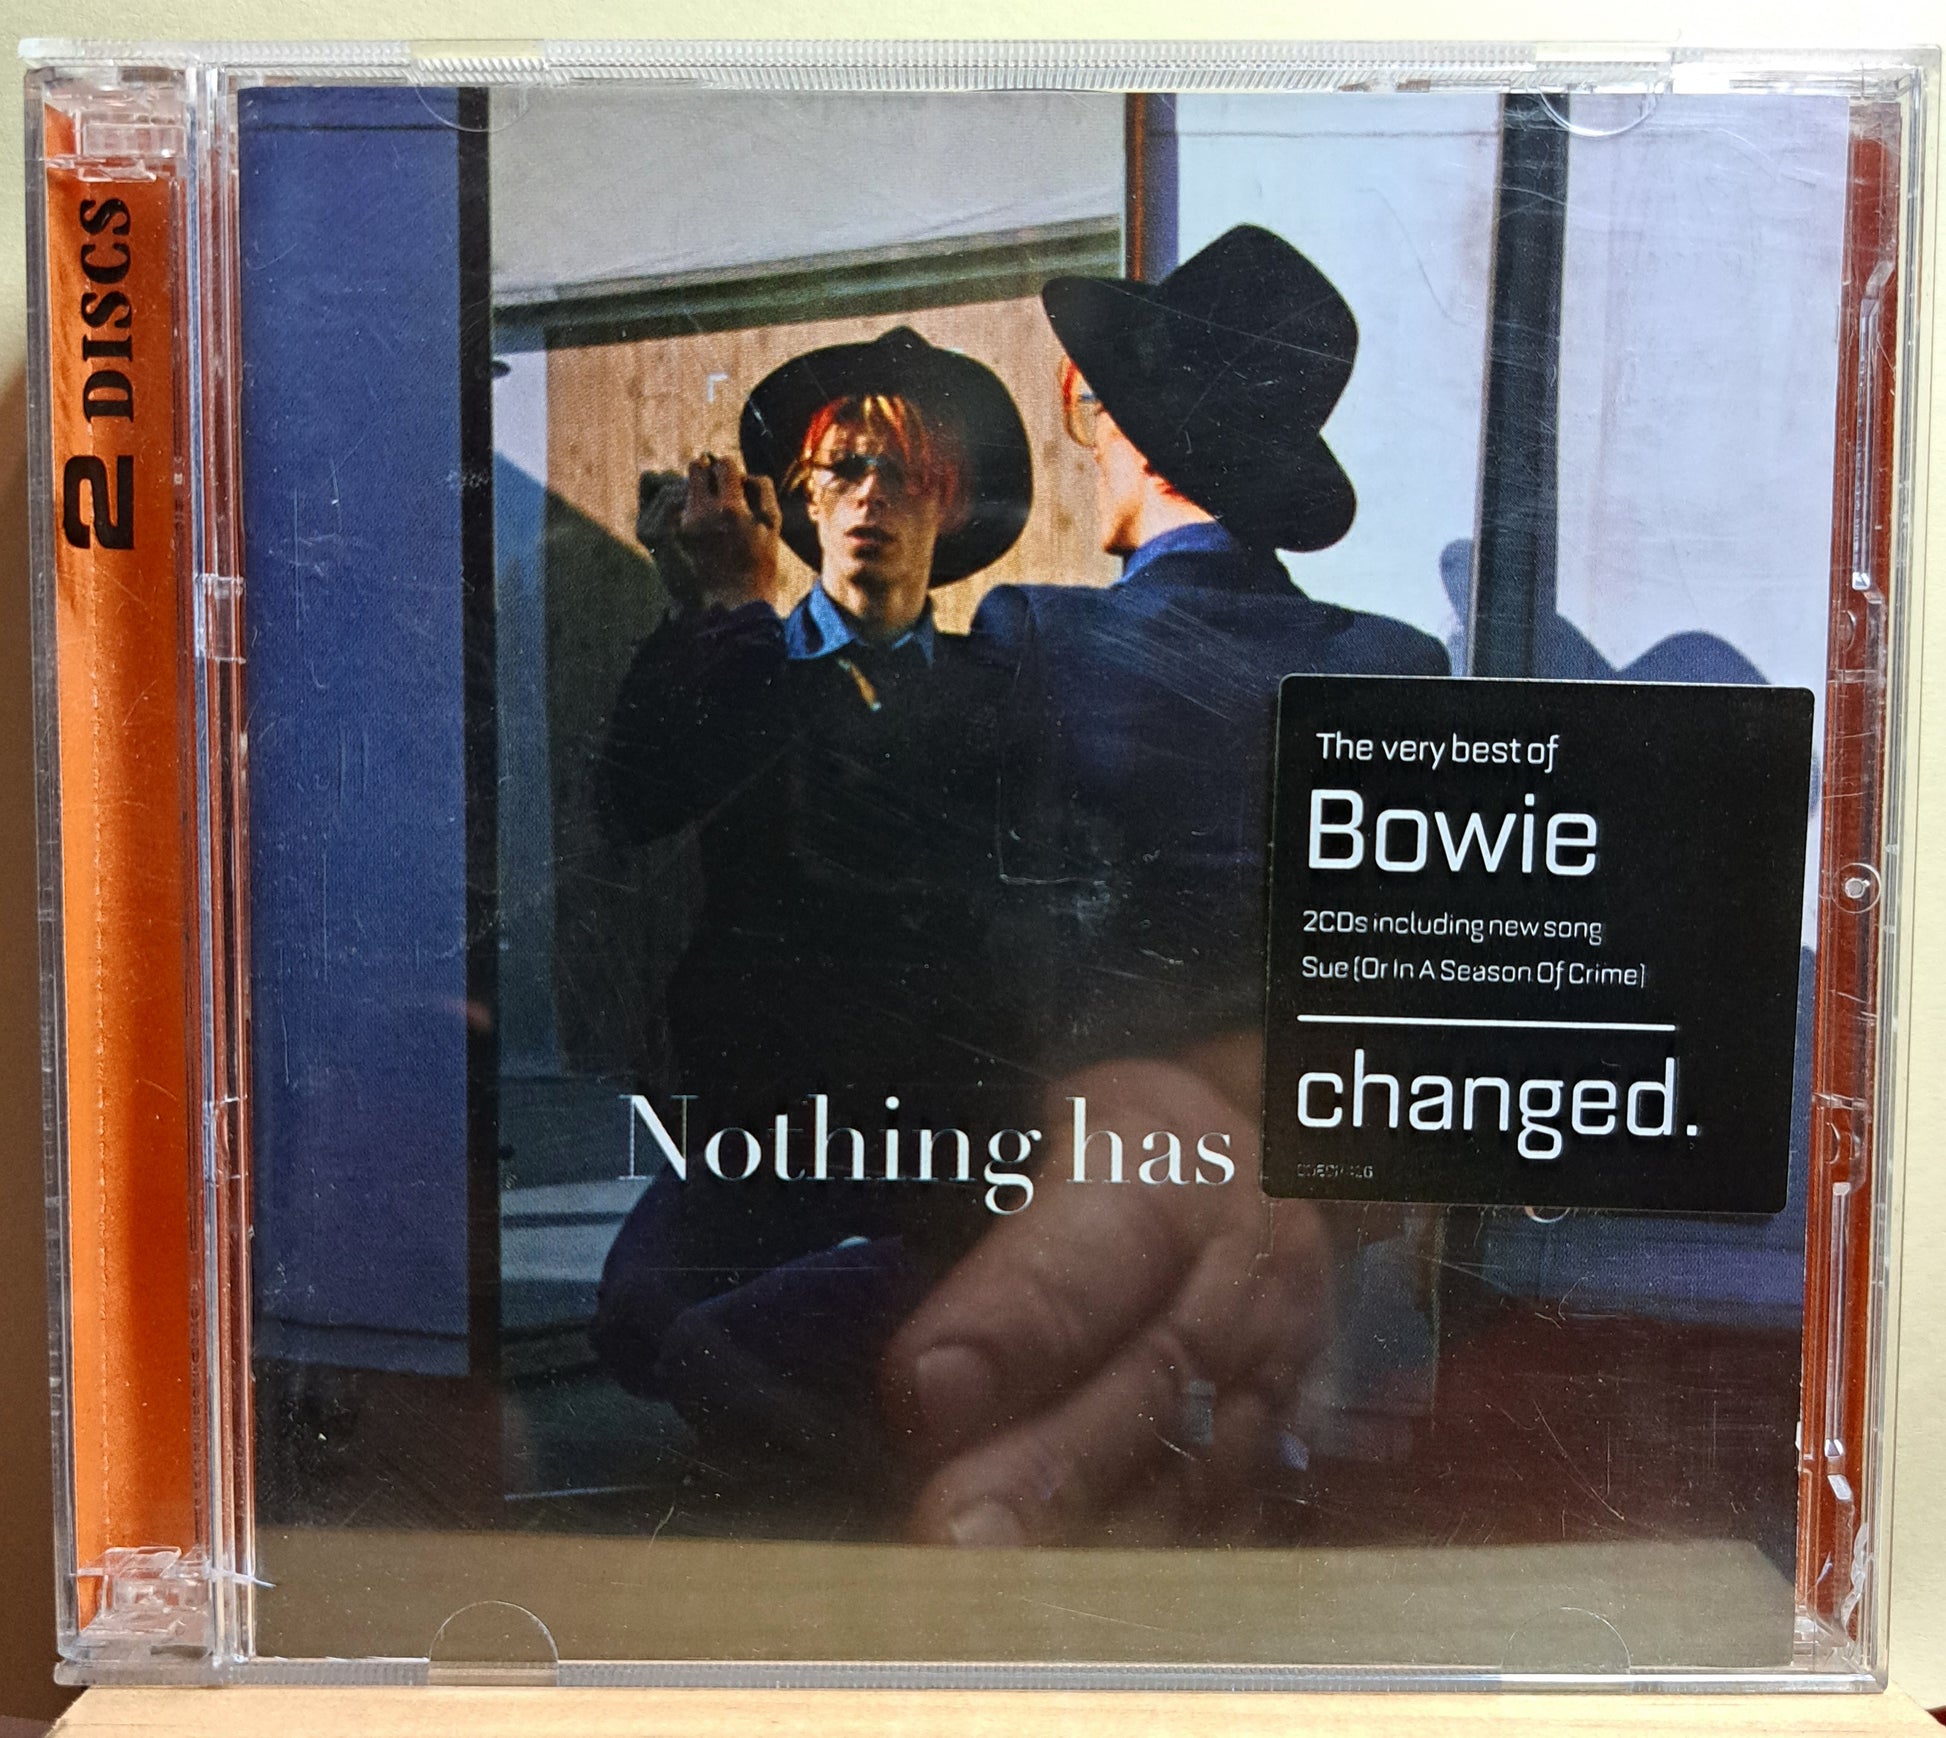 2 DISCS
The very best of
Bowie
2CDs including new song
Sue (Or In A Season Of Crime)
changed.
Nothing has